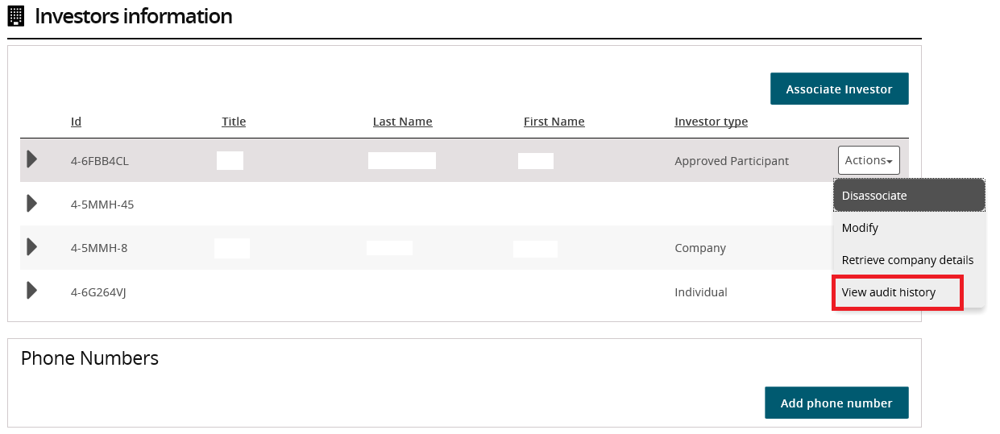 Investors information
Associate Investor
Id Title Last Name First Name Investor type
4-6FBB4CL Approved Participant Actions
Disassociate
4-5MMH-45
Modify
4-5MMH-8 Company
Retrieve company details
4-6G264VJ Individual View audit history
Phone Numbers
Add phone number